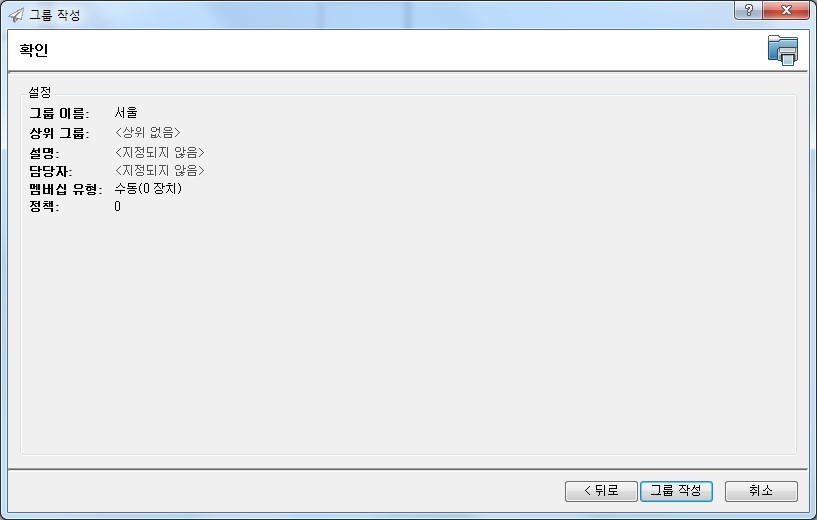 그룹 작성
?
확인
설정
그룹 이름: 서울
상위 그룹: <상위 없음>
설명: <지정되지 않음>
담당자: <지정되지 않음>
멤버십 유형: 수동(0 장치)
정책: 0
< 뒤로 그룹 작성 취소